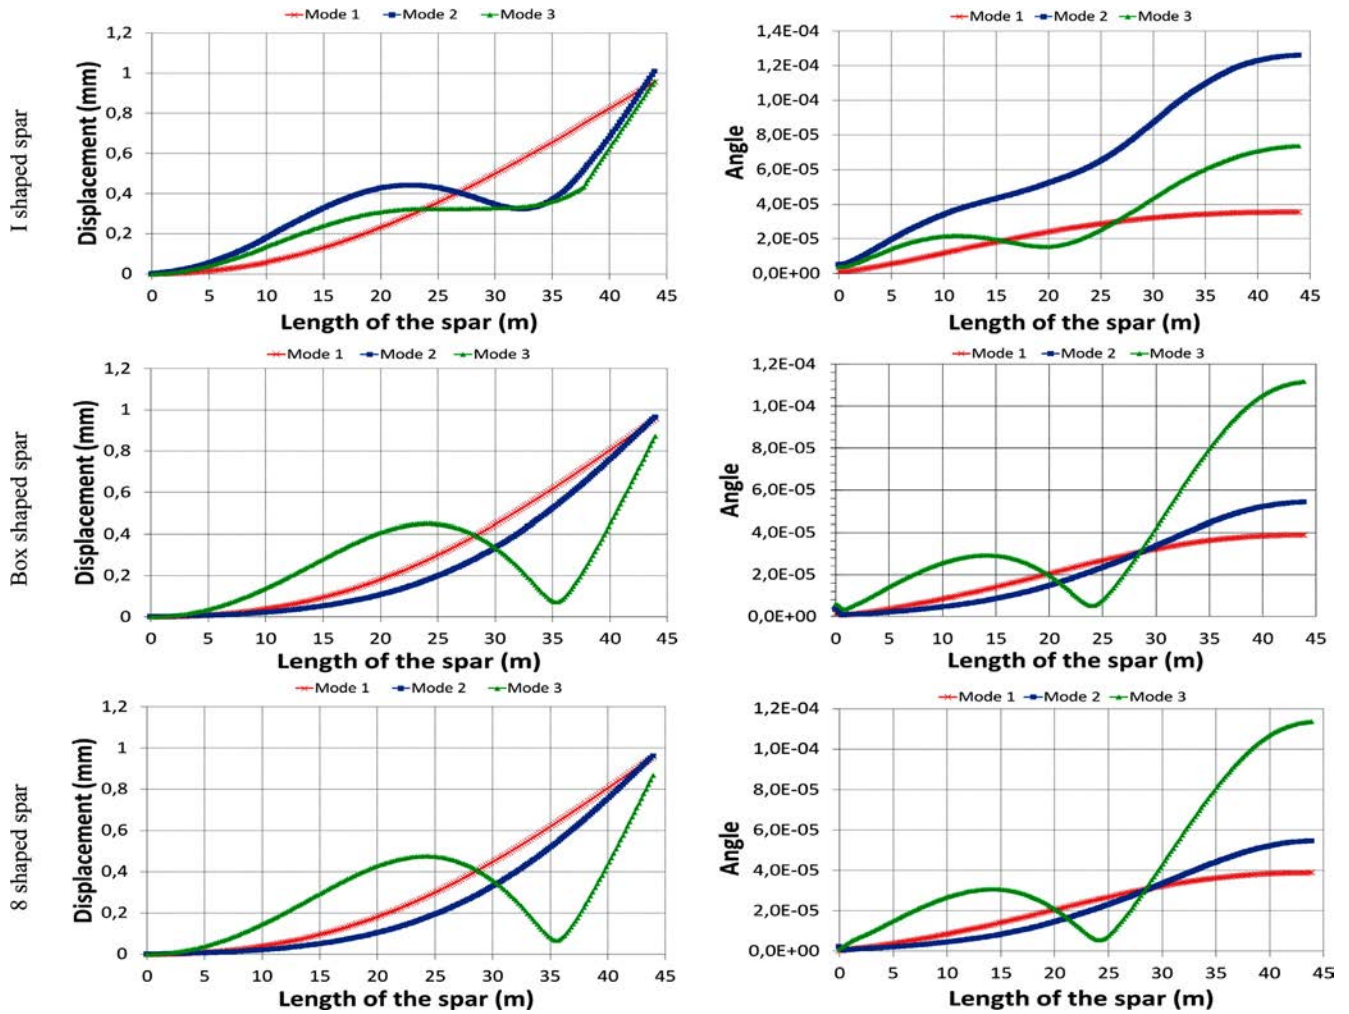 Mode 1 Mode 2 Mode 3
1,2
1
0,8
0,6
0,4
0,2
0
0 5 10 15 20 25 30 35 40 45
Displacement (mm)
Length of the spar (m)
I shaped spar
Mode 1 Mode 2 Mode 3
1,4E-04
1,2E-04
1,0E-04
8,0E-05
6,0E-05
4,0E-05
2,0E-05
0,0E+00
0 5 10 15 20 25 30 35 40 45
Angle
Length of the spar (m)
Mode 1 Mode 2 Mode 3
1,2
1
0,8
0,6
0,4
0,2
0
0 5 10 15 20 25 30 35 40 45
Displacement (mm)
Length of the spar (m)
Box shaped spar
Mode 1 Mode 2 Mode 3
1,2E-04
1,0E-04
8,0E-05
6,0E-05
4,0E-05
2,0E-05
0,0E+00
0 5 10 15 20 25 30 35 40 45
Angle
Length of the spar (m)
Mode 1 Mode 2 Mode 3
1,2
1
0,8
0,6
0,4
0,2
0
0 5 10 15 20 25 30 35 40 45
Displacement (mm)
Length of the spar (m)
8 shaped spar
Mode 1 Mode 2 Mode 3
1,2E-04
1,0E-04
8,0E-05
6,0E-05
4,0E-05
2,0E-05
0,0E+00
0 5 10 15 20 25 30 35 40 45
Angle
Length of the spar (m)